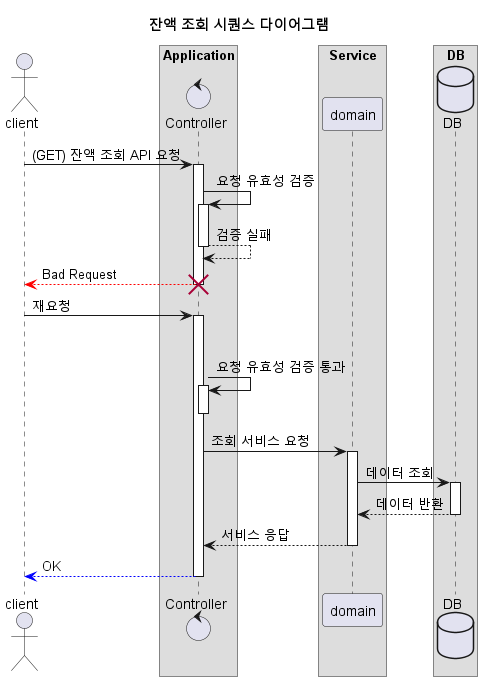 잔액 조회 시퀀스 다이어그램
Application
Service
DB
client
Controller
domain
DB
(GET) 잔액 조회 API 요청
요청 유효성 검증
검증 실패
Bad Request
재요청
요청 유효성 검증 통과
조회 서비스 요청
데이터 조회
데이터 반환
서비스 응답
OK
client
Controller
domain
DB